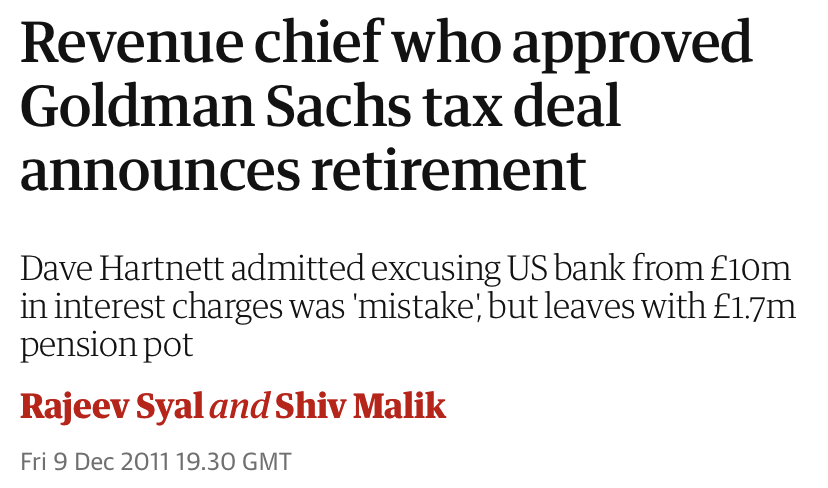 Revenue chief who approved
Goldman Sachs tax deal
announces retirement
Dave Hartnett admitted excusing US bank from £10m
in interest charges was 'mistake', but leaves with £1.7m
pension pot
Rajeev Syal and Shiv Malik
Fri 9 Dec 2011 19.30 GMT